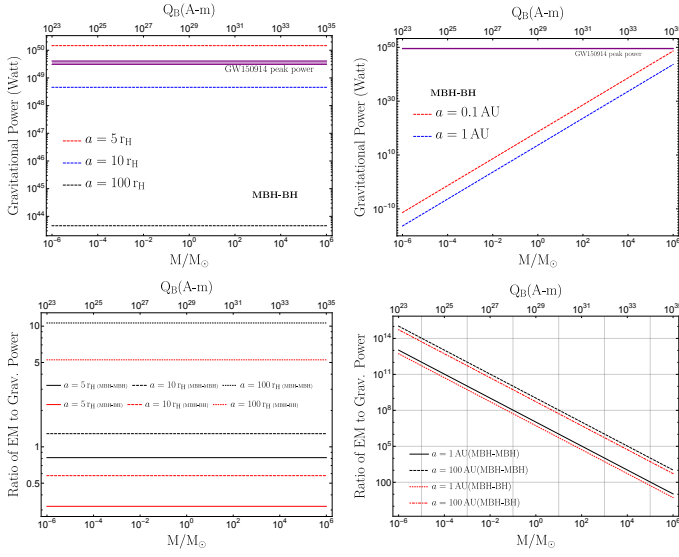 Q_B(A-m)
10^23 10^25 10^27 10^29 10^31 10^33 10^35
10^50
10^49
10^48
10^47
10^46
10^45
10^44
Gravitational Power (Watt)
GW150914 peak power
a = 5 r_H
a = 10 r_H
a = 100 r_H
MBH-BH
10^-6 10^-4 10^-2 10^0 10^2 10^4 10^6
M/M_⊙
Q_B(A-m)
10^23 10^25 10^27 10^29 10^31 10^33 10^35
10^50
10^30
10^10
10^-10
Gravitational Power (Watt)
GW150914 peak power
MBH-BH
a = 0.1 AU
a = 1 AU
10^-6 10^-4 10^-2 10^0 10^2 10^4 10^6
M/M_⊙
Q_B(A-m)
10^23 10^25 10^27 10^29 10^31 10^33 10^35
10
5
1
0.5
Ratio of EM to Grav. Power
a = 5 r_H (MBH-MBH) a = 10 r_H (MBH-MBH) a = 100 r_H (MBH-MBH)
a = 5 r_H (MBH-BH) a = 10 r_H (MBH-BH) a = 100 r_H (MBH-BH)
10^-6 10^-4 10^-2 10^0 10^2 10^4 10^6
M/M_⊙
Q_B(A-m)
10^23 10^25 10^27 10^29 10^31 10^33 10^35
10^14
10^11
10^8
10^5
100
Ratio of EM to Grav. Power
a = 1 AU(MBH-MBH)
a = 100 AU(MBH-MBH)
a = 1 AU(MBH-BH)
a = 100 AU(MBH-BH)
10^-6 10^-4 10^-2 10^0 10^2 10^4 10^6
M/M_⊙